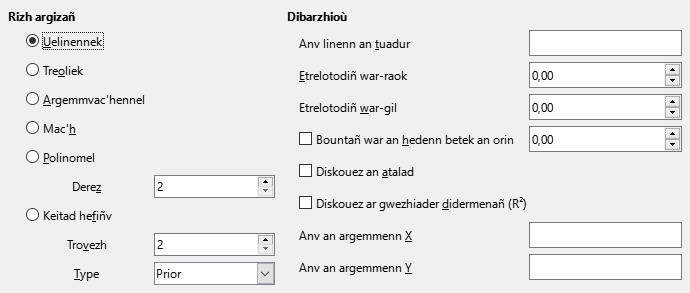 Rizh argizañ
Uelinennek
Treoliek
Argemmvac'hennel
Mac'h
Polinomel
Derez 2
Keitad hefiñv
Trovezh 2
Type Prior
Dibarzhioù
Anv linenn an tuadur
Etrelotodiñ war-raok 0,00
Etrelotodiñ war-gil 0,00
Bountañ war an hedenn betek an orin 0,00
Diskouez an atalad
Diskouez ar gwezhiader didermenañ (R²)
Anv an argemmenn X
Anv an argemmenn Y